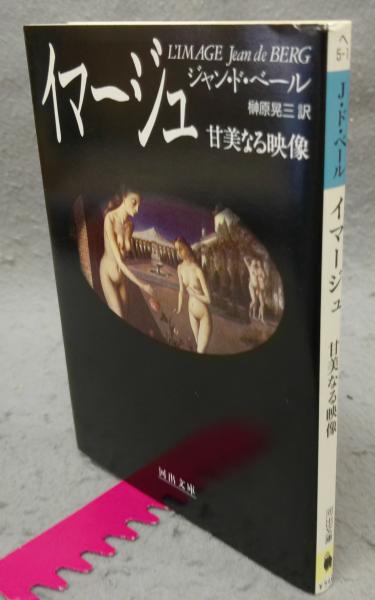 イマージュ
L'IMAGE Jean de BERG
ジャン・ド・ベール
榊原晃三 訳
甘美なる映像
河出文庫
ヘ
5-1
J・ド・ベール
イマージュ
甘美なる映像
河出文庫